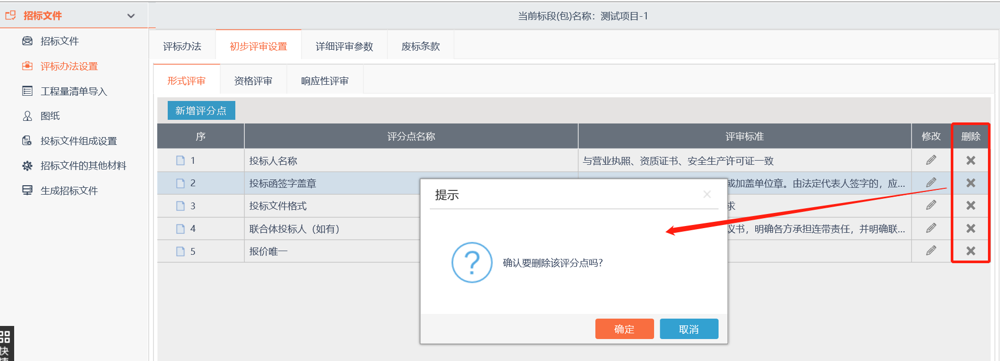 招标文件
当前标段(包)名称：测试项目-1
招标文件
评标办法设置
工程量清单导入
图纸
投标文件组成设置
招标文件的其他材料
生成招标文件
快
评标办法 初步评审设置 详细评审参数 废标条款
形式评审 资格评审 响应性评审
新增评分点
序 评分点名称 评审标准 修改 删除
1 投标人名称 与营业执照、资质证书、安全生产许可证一致
2 投标函签字盖章 或加盖单位章。由法定代表人签字的，应...
3 投标文件格式 求
4 联合体投标人（如有） 议书，明确各方承担连带责任，并明确联...
5 报价唯一
提示
确认要删除该评分点吗?
确定 取消